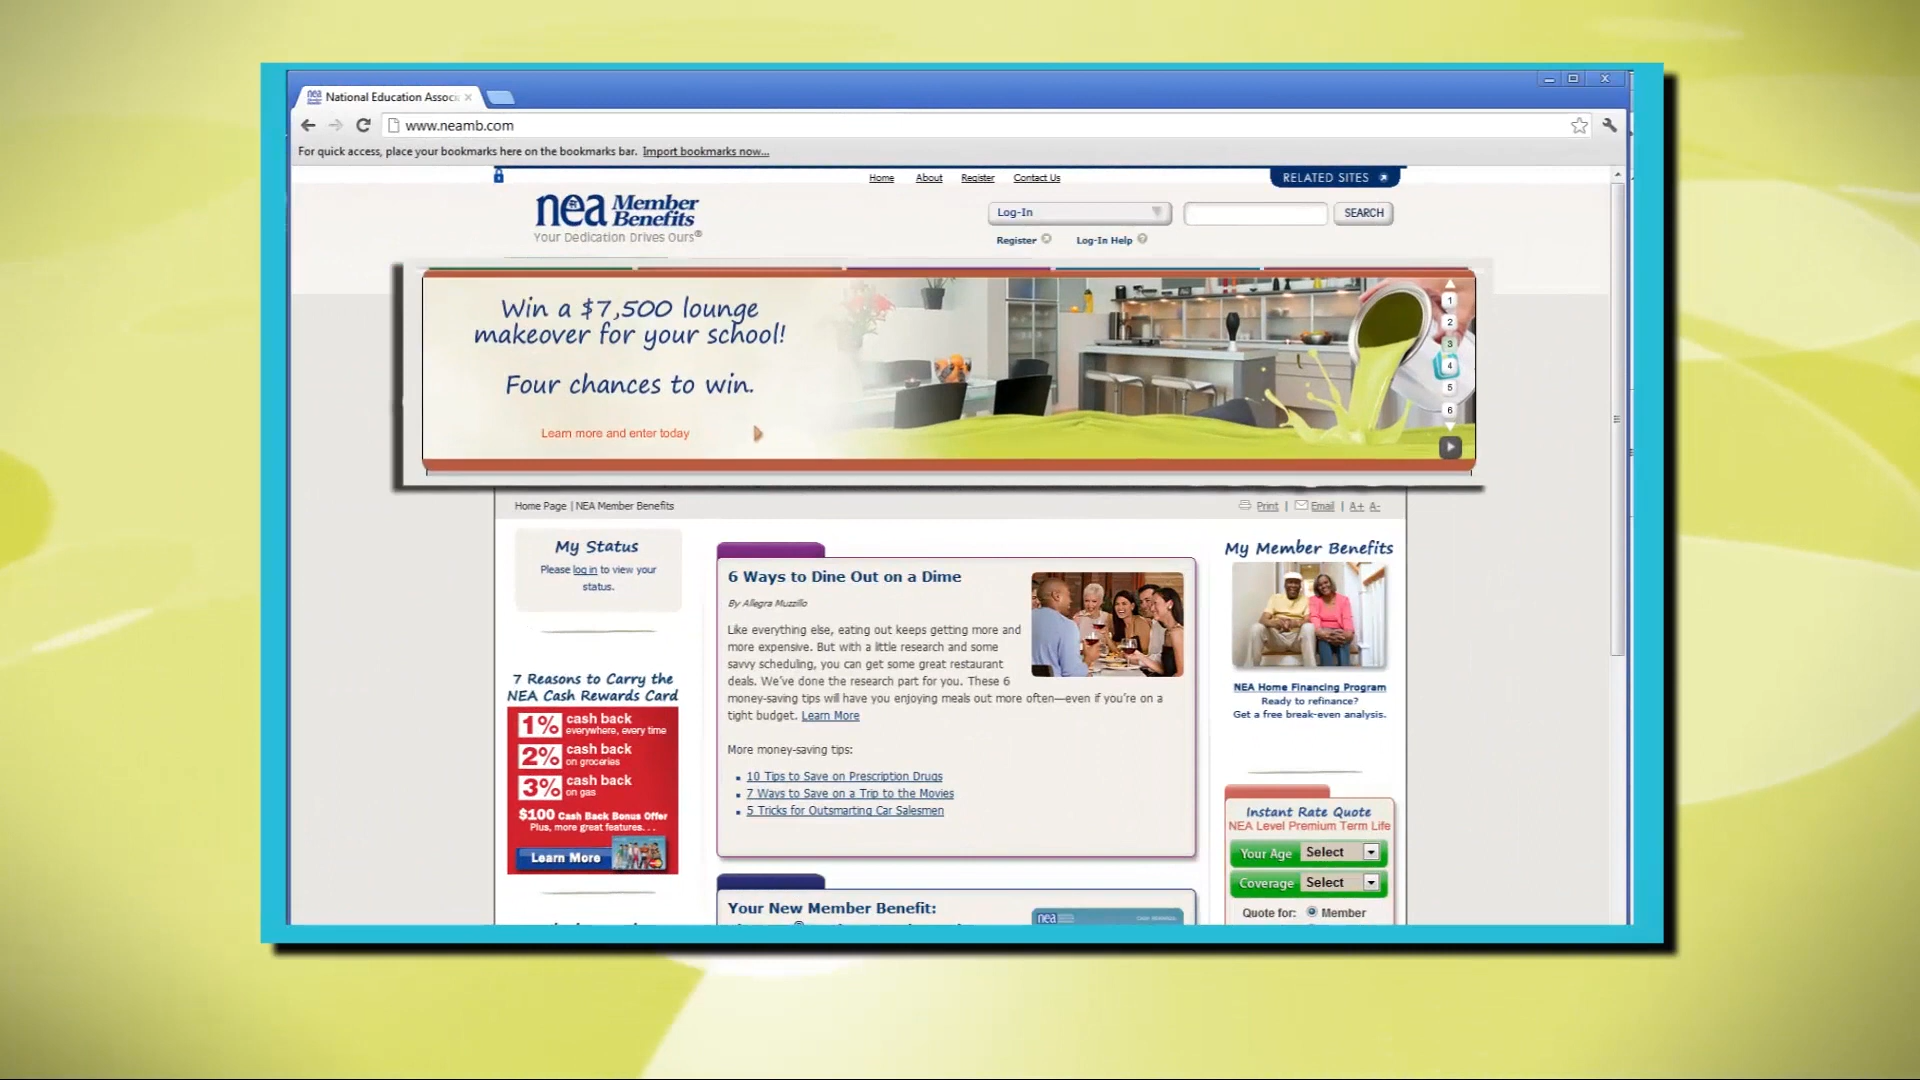 nea National Education Associ
www.neamb.com
For quick access, place your bookmarks here on the bookmarks bar. Import bookmarks now...
Home About Register Contact Us
RELATED SITES
nea Member Benefits
Your Dedication Drives Ours®
Log-In
SEARCH
Register Log-In Help
Win a $7,500 lounge
makeover for your school!
Four chances to win.
Learn more and enter today
1
2
3
4
5
6
Home Page | NEA Member Benefits
Print | Email | A+ A-
My Status
Please log in to view your
status.
7 Reasons to Carry the
NEA Cash Rewards Card
1% cash back
everywhere, every time
2% cash back
on groceries
3% cash back
on gas
$100 Cash Back Bonus Offer
Plus, more great features. . .
Learn More
6 Ways to Dine Out on a Dime
By Allegra Muzzillo
Like everything else, eating out keeps getting more and
more expensive. But with a little research and some
savvy scheduling, you can get some great restaurant
deals. We've done the research part for you. These 6
money-saving tips will have you enjoying meals out more often—even if you're on a
tight budget. Learn More
More money-saving tips:
10 Tips to Save on Prescription Drugs
7 Ways to Save on a Trip to the Movies
5 Tricks for Outsmarting Car Salesmen
Your New Member Benefit:
nea
My Member Benefits
NEA Home Financing Program
Ready to refinance?
Get a free break-even analysis.
Instant Rate Quote
NEA Level Premium Term Life
Your Age Select
Coverage Select
Quote for: Member